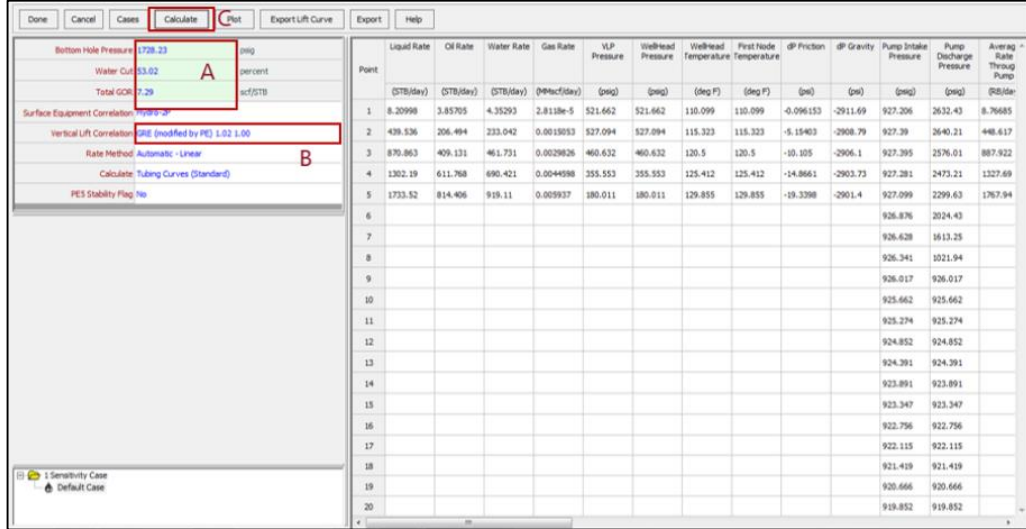 Done Cancel Cases Calculate C Plot Export Lift Curve Export Help
Bottom Hole Pressure 1728.23 psig
Water Cut 53.02 A percent
Total GOR 7.29 scf/STB
Surface Equipment Correlation Hydro-2P
Vertical Lift Correlation GRE (modified by PE) 1.02 1.00
B
Rate Method Automatic - Linear
Calculate Tubing Curves (Standard)
PE5 Stability Flag No
1 Sensitivity Case
Default Case
Point Liquid Rate Oil Rate Water Rate Gas Rate VLP Pressure WellHead Pressure WellHead Temperature First Node Temperature dP Friction dP Gravity Pump Intake Pressure Pump Discharge Pressure Averag Rate Throug Pump
(STB/day) (STB/day) (STB/day) (MMscf/day) (psig) (psig) (deg F) (deg F) (psi) (psi) (psig) (psig) (RB/day
1 8.20998 3.85705 4.35293 2.8118e-5 521.662 521.662 110.099 110.099 -0.096153 -2911.69 927.206 2632.43 8.76685
2 439.536 206.494 233.042 0.0015053 527.094 527.094 115.323 115.323 -5.15403 -2908.79 927.39 2640.21 448.617
3 870.863 409.131 461.731 0.0029826 460.632 460.632 120.5 120.5 -10.105 -2906.1 927.395 2576.01 887.922
4 1302.19 611.768 690.421 0.0044598 355.553 355.553 125.412 125.412 -14.8661 -2903.73 927.281 2473.21 1327.69
5 1733.52 814.406 919.11 0.005937 180.011 180.011 129.855 129.855 -19.3398 -2901.4 927.099 2299.63 1767.94
6 926.876 2024.43
7 926.628 1613.25
8 926.341 1021.94
9 926.017 926.017
10 925.662 925.662
11 925.274 925.274
12 924.852 924.852
13 924.391 924.391
14 923.891 923.891
15 923.347 923.347
16 922.756 922.756
17 922.115 922.115
18 921.419 921.419
19 920.666 920.666
20 919.852 919.852